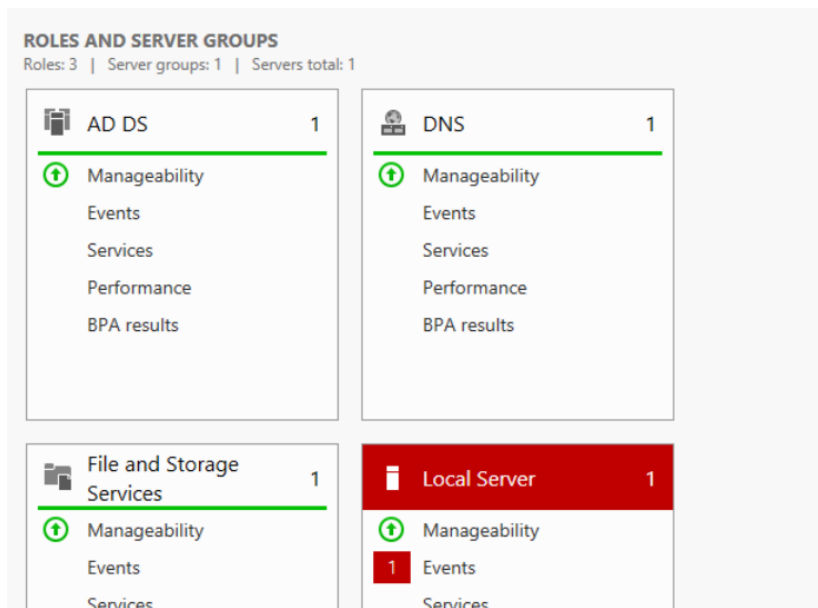 ROLES AND SERVER GROUPS
Roles: 3 | Server groups: 1 | Servers total: 1
AD DS 1
Manageability
Events
Services
Performance
BPA results
DNS 1
Manageability
Events
Services
Performance
BPA results
File and Storage
Services 1
Manageability
Events
Services
Local Server 1
Manageability
1 Events
Services